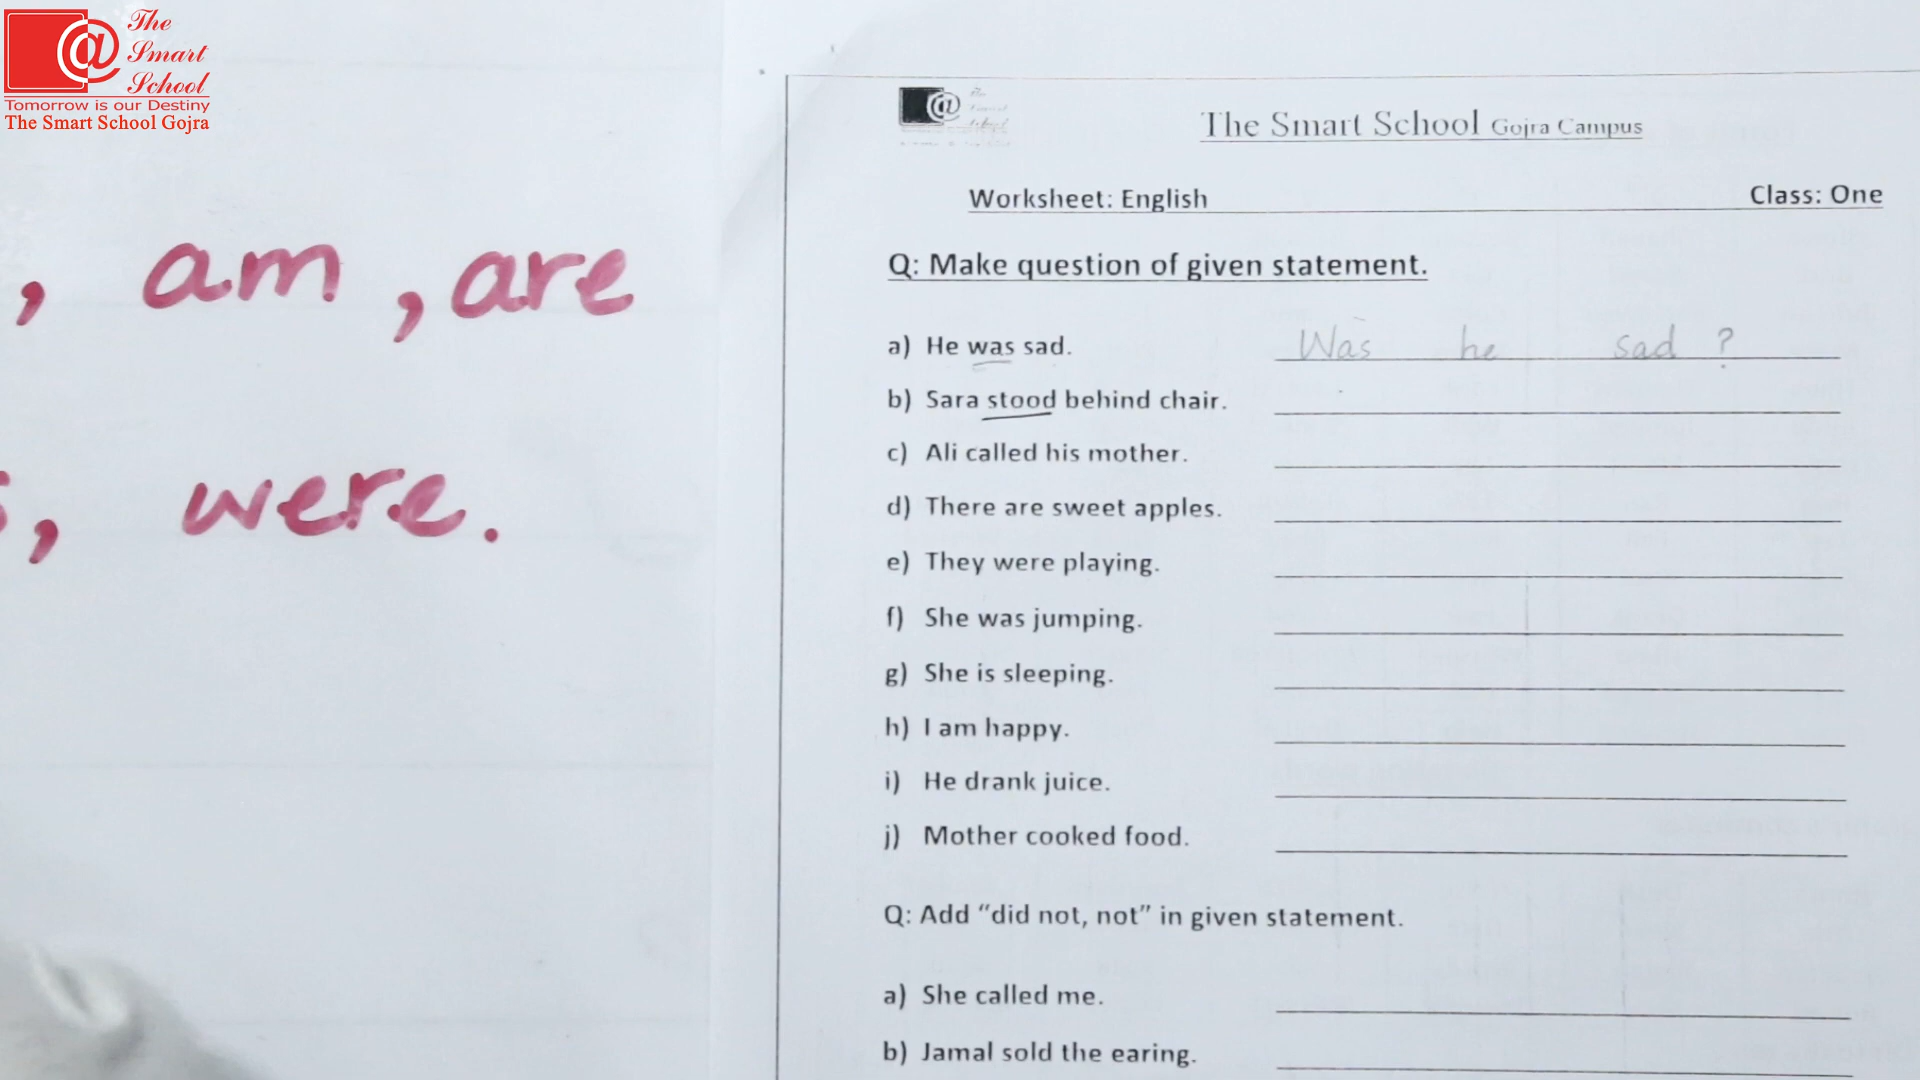 The
Smart
School
Tomorrow is our Destiny
The Smart School Gojra
, am , are
, were.
The Smart School Gojra Campus
Worksheet: English Class: One
Q: Make question of given statement.
a) He was sad. Was he sad ?
b) Sara stood behind chair.
c) Ali called his mother.
d) There are sweet apples.
e) They were playing.
f) She was jumping.
g) She is sleeping.
h) I am happy.
i) He drank juice.
j) Mother cooked food.
Q: Add “did not, not” in given statement.
a) She called me.
b) Jamal sold the earing.